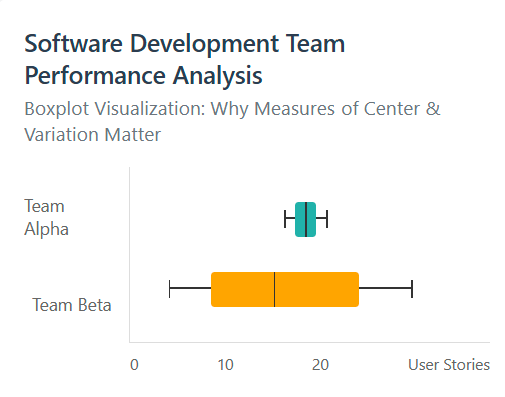 Software Development Team
Performance Analysis
Boxplot Visualization: Why Measures of Center &
Variation Matter
Team
Alpha
Team Beta
0 10 20 User Stories